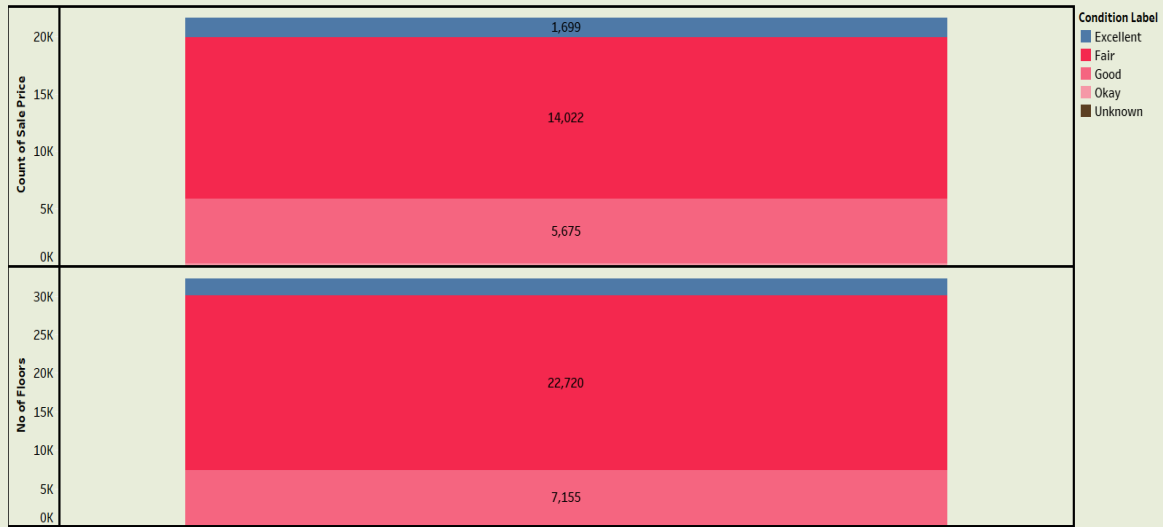 Count of Sale Price
20K
15K
10K
5K
0K
1,699
14,022
5,675
No of Floors
30K
25K
20K
15K
10K
5K
0K
22,720
7,155
Condition Label
Excellent
Fair
Good
Okay
Unknown